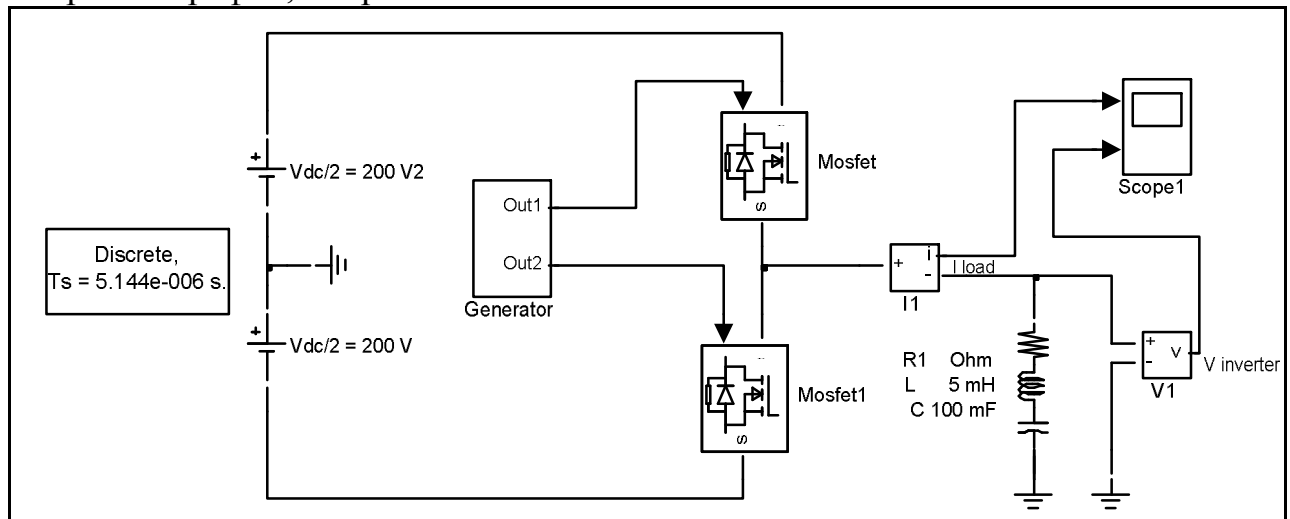 Vdc/2 = 200 V2
Mosfet
Scope1
Out1
Discrete,
Ts = 5.144e-006 s.
Out2
i
I load
Generator
I1
Vdc/2 = 200 V
R1 Ohm
L 5 mH
C 100 mF
v
V inverter
V1
Mosfet1
s
s